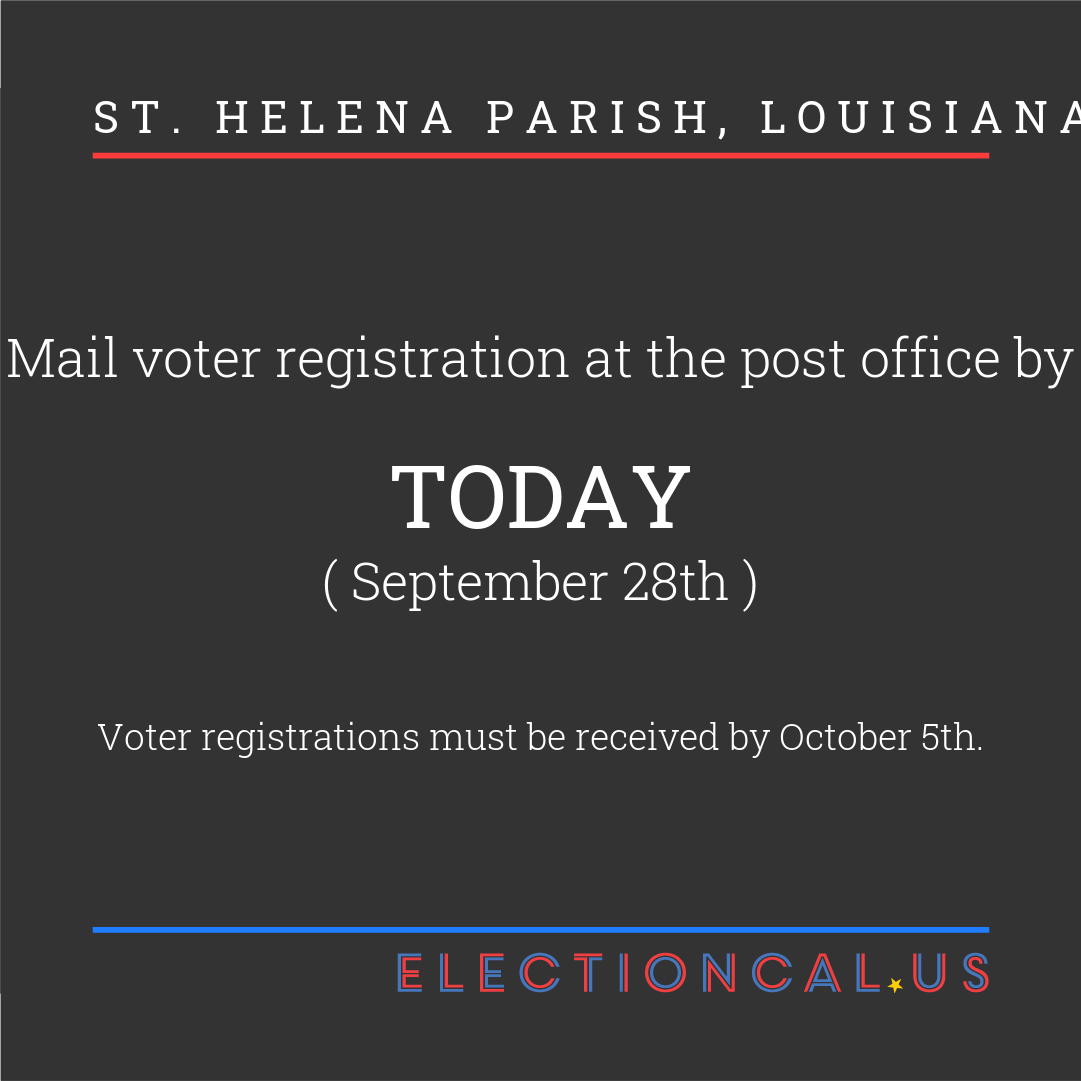 ST. HELENA PARISH, LOUISIANA
Mail voter registration at the post office by
TODAY
( September 28th )
Voter registrations must be received by October 5th.
ELECTIONCAL.US